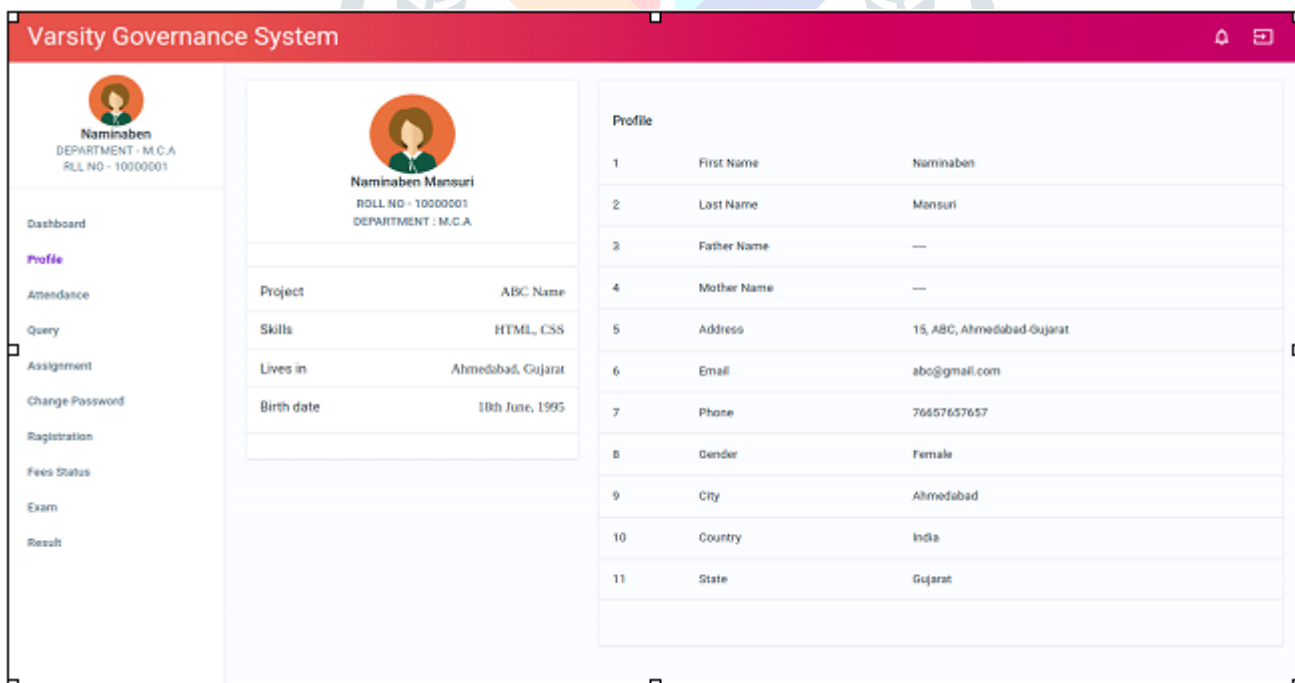 Varsity Governance System
Naminaben
DEPARTMENT - M.C.A
RLL NO - 10000001
Dashboard
Profile
Attendance
Query
Assignment
Change Password
Ragistration
Fees Status
Exam
Result
Naminaben Mansuri
ROLL NO - 10000001
DEPARTMENT : M.C.A
Project ABC Name
Skills HTML, CSS
Lives in Ahmedabad, Gujarat
Birth date 18th June, 1995
Profile
1 First Name Naminaben
2 Last Name Mansuri
3 Father Name ---
4 Mother Name ---
5 Address 15, ABC, Ahmedabad-Gujarat
6 Email abc@gmail.com
7 Phone 76657657657
8 Gender Female
9 City Ahmedabad
10 Country India
11 State Gujarat